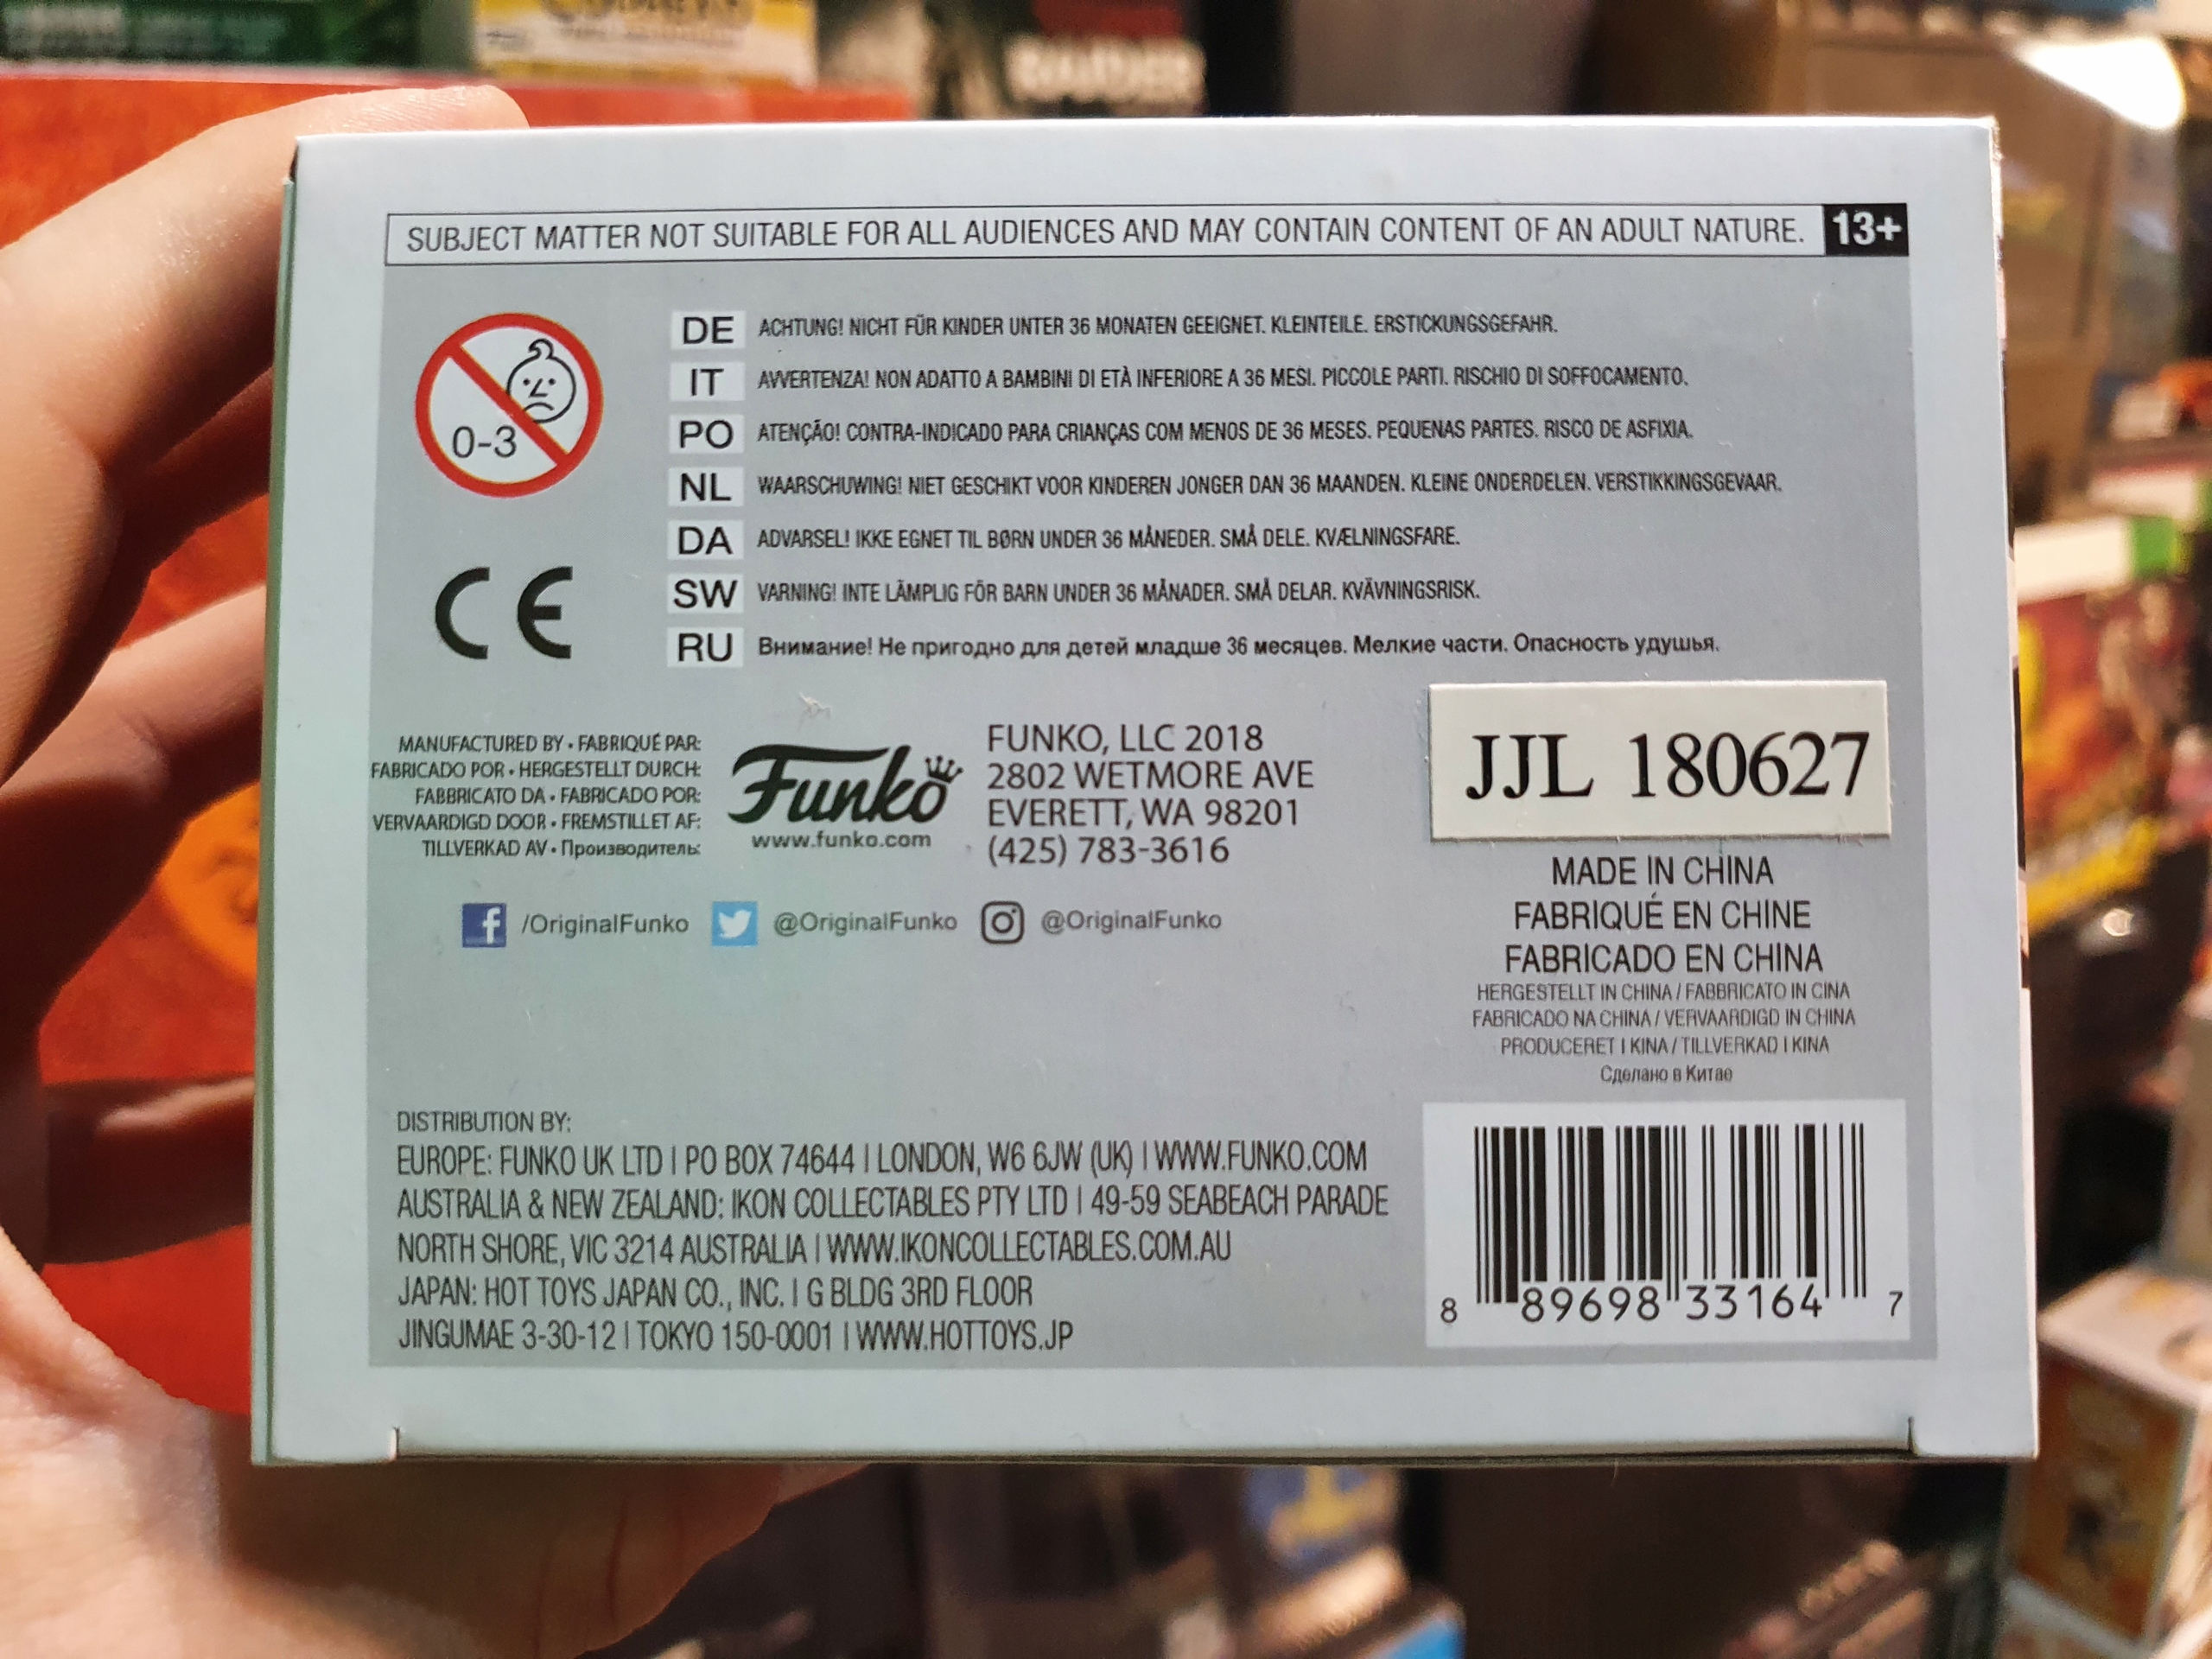 RAIDER
SUBJECT MATTER NOT SUITABLE FOR ALL AUDIENCES AND MAY CONTAIN CONTENT OF AN ADULT NATURE. 13+
0-3
DE ACHTUNG! NICHT FÜR KINDER UNTER 36 MONATEN GEEIGNET. KLEINTEILE. ERSTICKUNGSGEFAHR.
IT AVVERTENZA! NON ADATTO A BAMBINI DI ETÀ INFERIORE A 36 MESI. PICCOLE PARTI. RISCHIO DI SOFFOCAMENTO.
PO ATENÇÃO! CONTRA-INDICADO PARA CRIANÇAS COM MENOS DE 36 MESES. PEQUENAS PARTES. RISCO DE ASFIXIA.
NL WAARSCHUWING! NIET GESCHIKT VOOR KINDEREN JONGER DAN 36 MAANDEN. KLEINE ONDERDELEN. VERSTIKKINGSGEVAAR.
DA ADVARSEL! IKKE EGNET TIL BØRN UNDER 36 MÅNEDER. SMÅ DELE. KVÆLNINGSFARE.
SW VARNING! INTE LÄMPLIG FÖR BARN UNDER 36 MÅNADER. SMÅ DELAR. KVÄVNINGSRISK.
RU Внимание! Не пригодно для детей младше 36 месяцев. Мелкие части. Опасность удушья.
CE
MANUFACTURED BY • FABRIQUÉ PAR:
FABRICADO POR • HERGESTELLT DURCH:
FABBRICATO DA • FABRICADO POR:
VERVAARDIGD DOOR • FREMSTILLET AF:
TILLVERKAD AV • Производитель:
Funko
www.funko.com
FUNKO, LLC 2018
2802 WETMORE AVE
EVERETT, WA 98201
(425) 783-3616
/OriginalFunko @OriginalFunko @OriginalFunko
JJL 180627
MADE IN CHINA
FABRIQUÉ EN CHINE
FABRICADO EN CHINA
HERGESTELLT IN CHINA / FABBRICATO IN CINA
FABRICADO NA CHINA / VERVAARDIGD IN CHINA
PRODUCERET I KINA / TILLVERKAD I KINA
Сделано в Китае
DISTRIBUTION BY:
EUROPE: FUNKO UK LTD | PO BOX 74644 | LONDON, W6 6JW (UK) | WWW.FUNKO.COM
AUSTRALIA & NEW ZEALAND: IKON COLLECTABLES PTY LTD | 49-59 SEABEACH PARADE
NORTH SHORE, VIC 3214 AUSTRALIA | WWW.IKONCOLLECTABLES.COM.AU
JAPAN: HOT TOYS JAPAN CO., INC. | G BLDG 3RD FLOOR
JINGUMAE 3-30-12 | TOKYO 150-0001 | WWW.HOTTOYS.JP
8 89698 33164 7